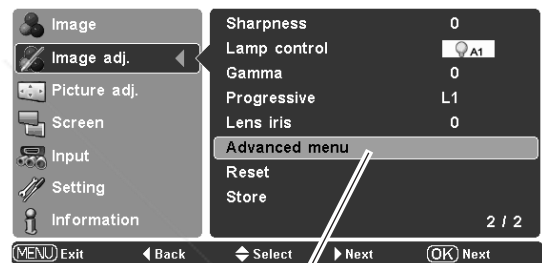 Image
Image adj.
Picture adj.
Screen
Input
Setting
Information
Sharpness 0
Lamp control A1
Gamma 0
Progressive L1
Lens iris 0
Advanced menu
Reset
Store
2 / 2
MENU Exit Back Select Next OK Next